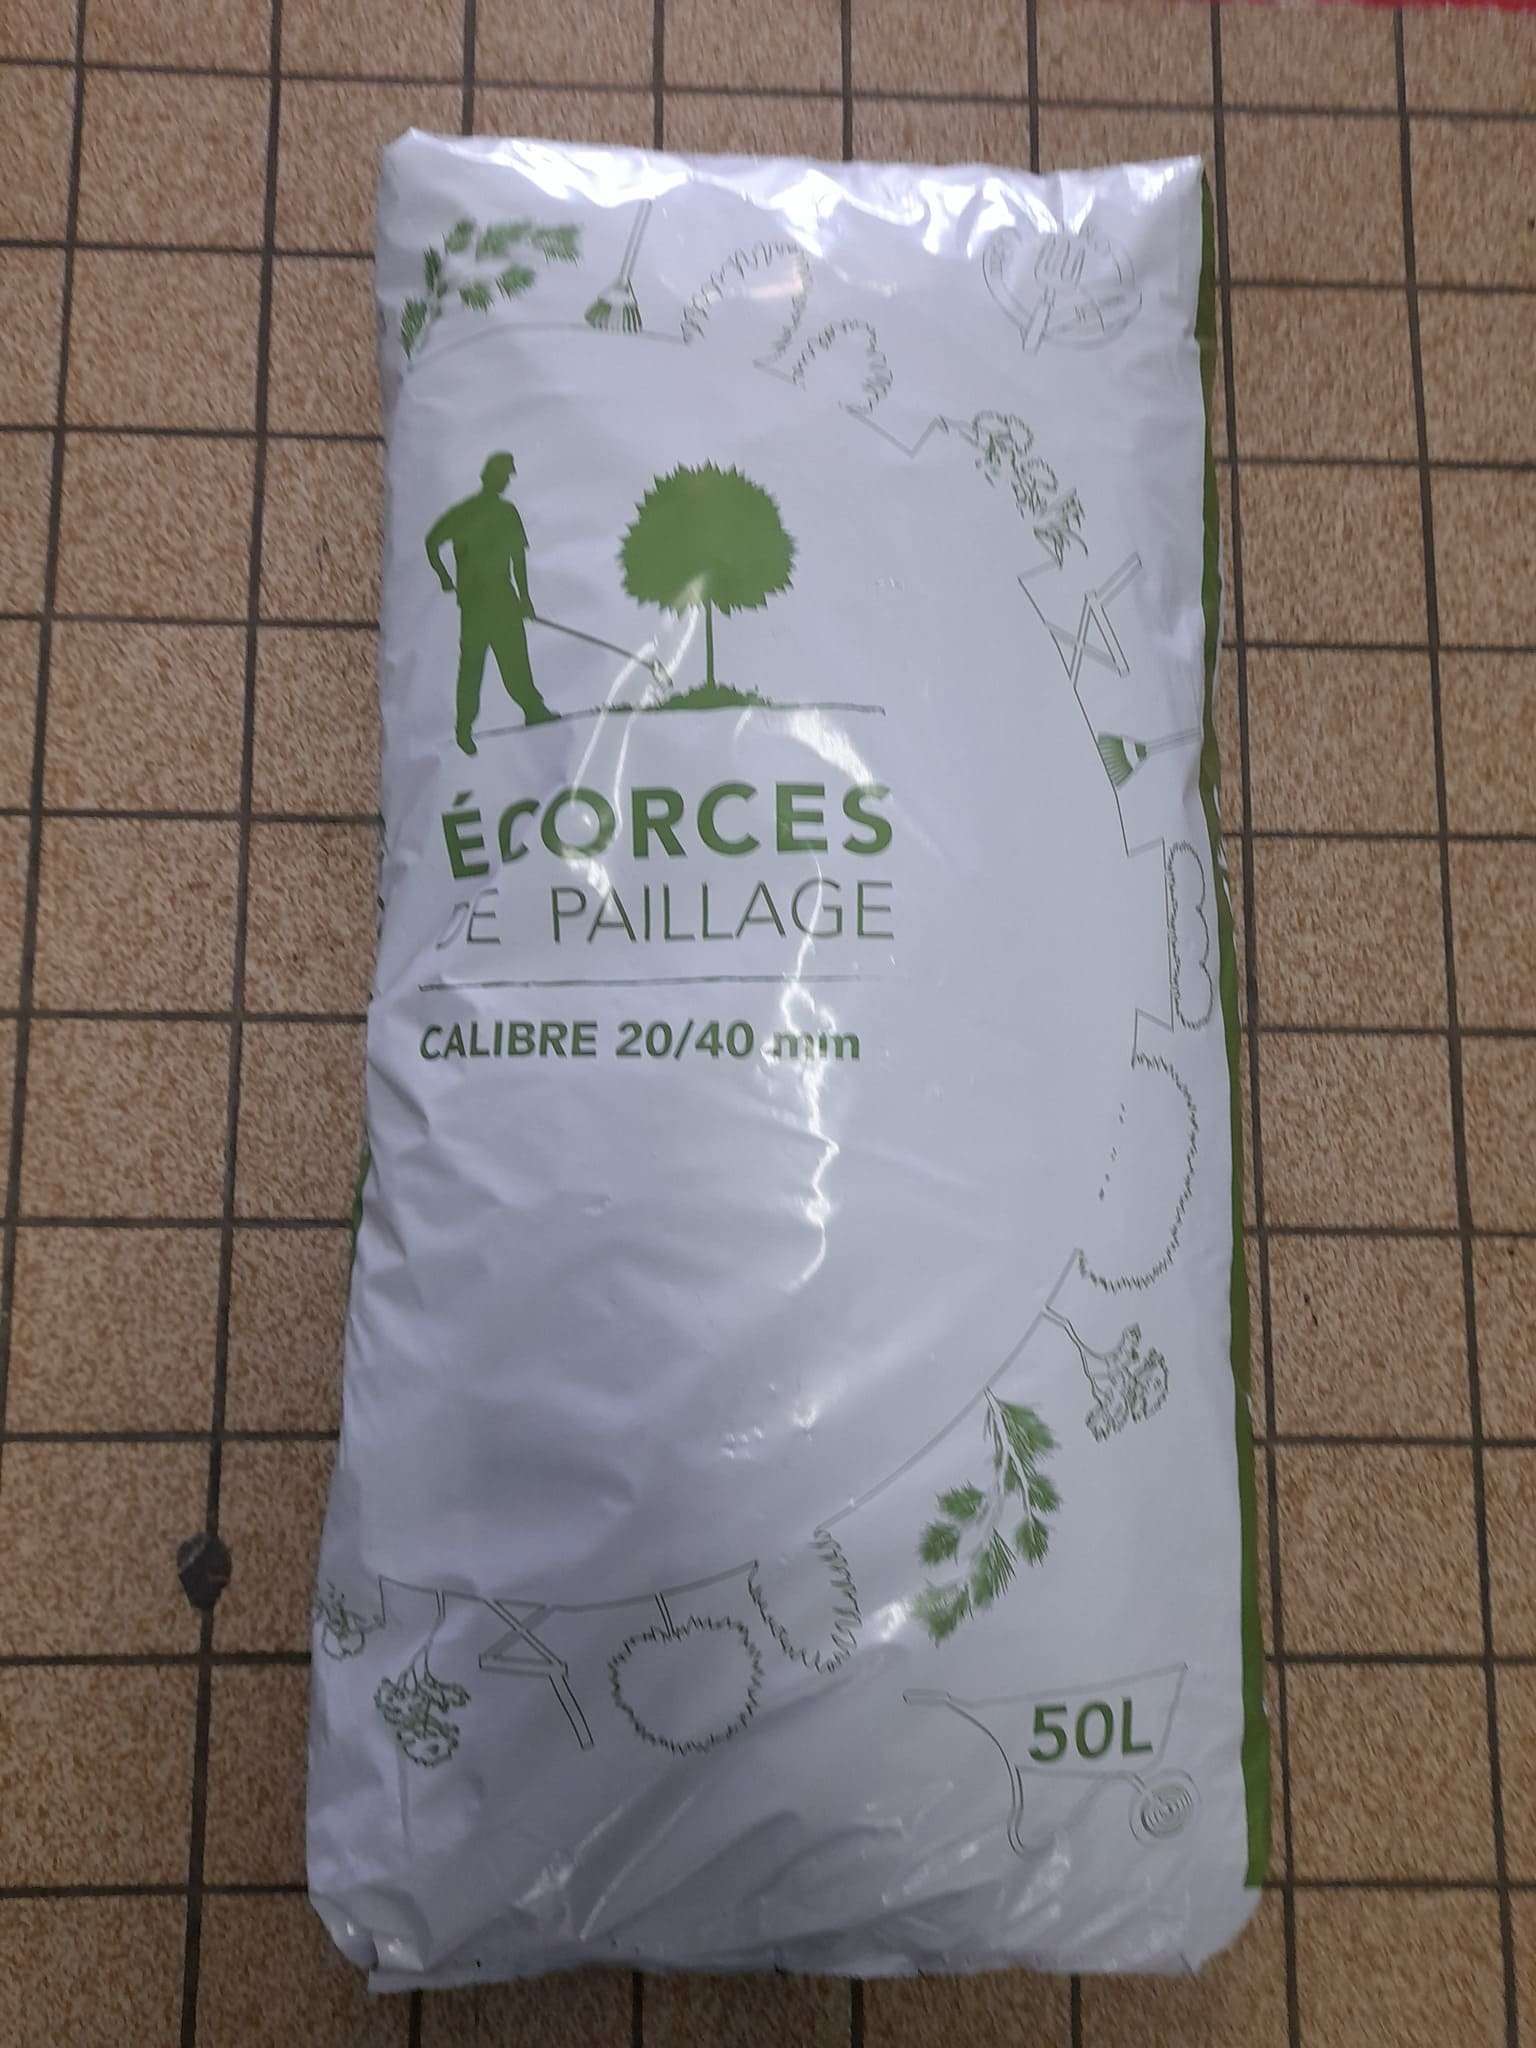 ÉCORCES
DE PAILLAGE
CALIBRE 20/40 mm
50L